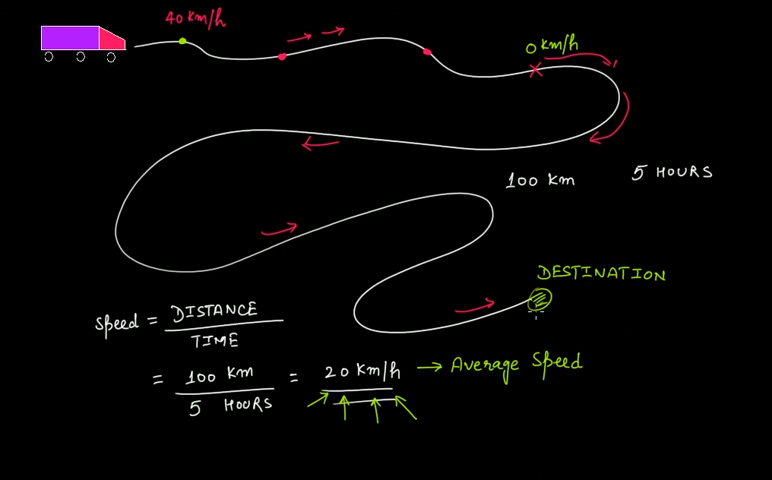 40 km/h
0 km/h
100 km
5 HOURS
DESTINATION
Speed = DISTANCE
TIME
= 100 km = 20 km/h → Average Speed
5 HOURS